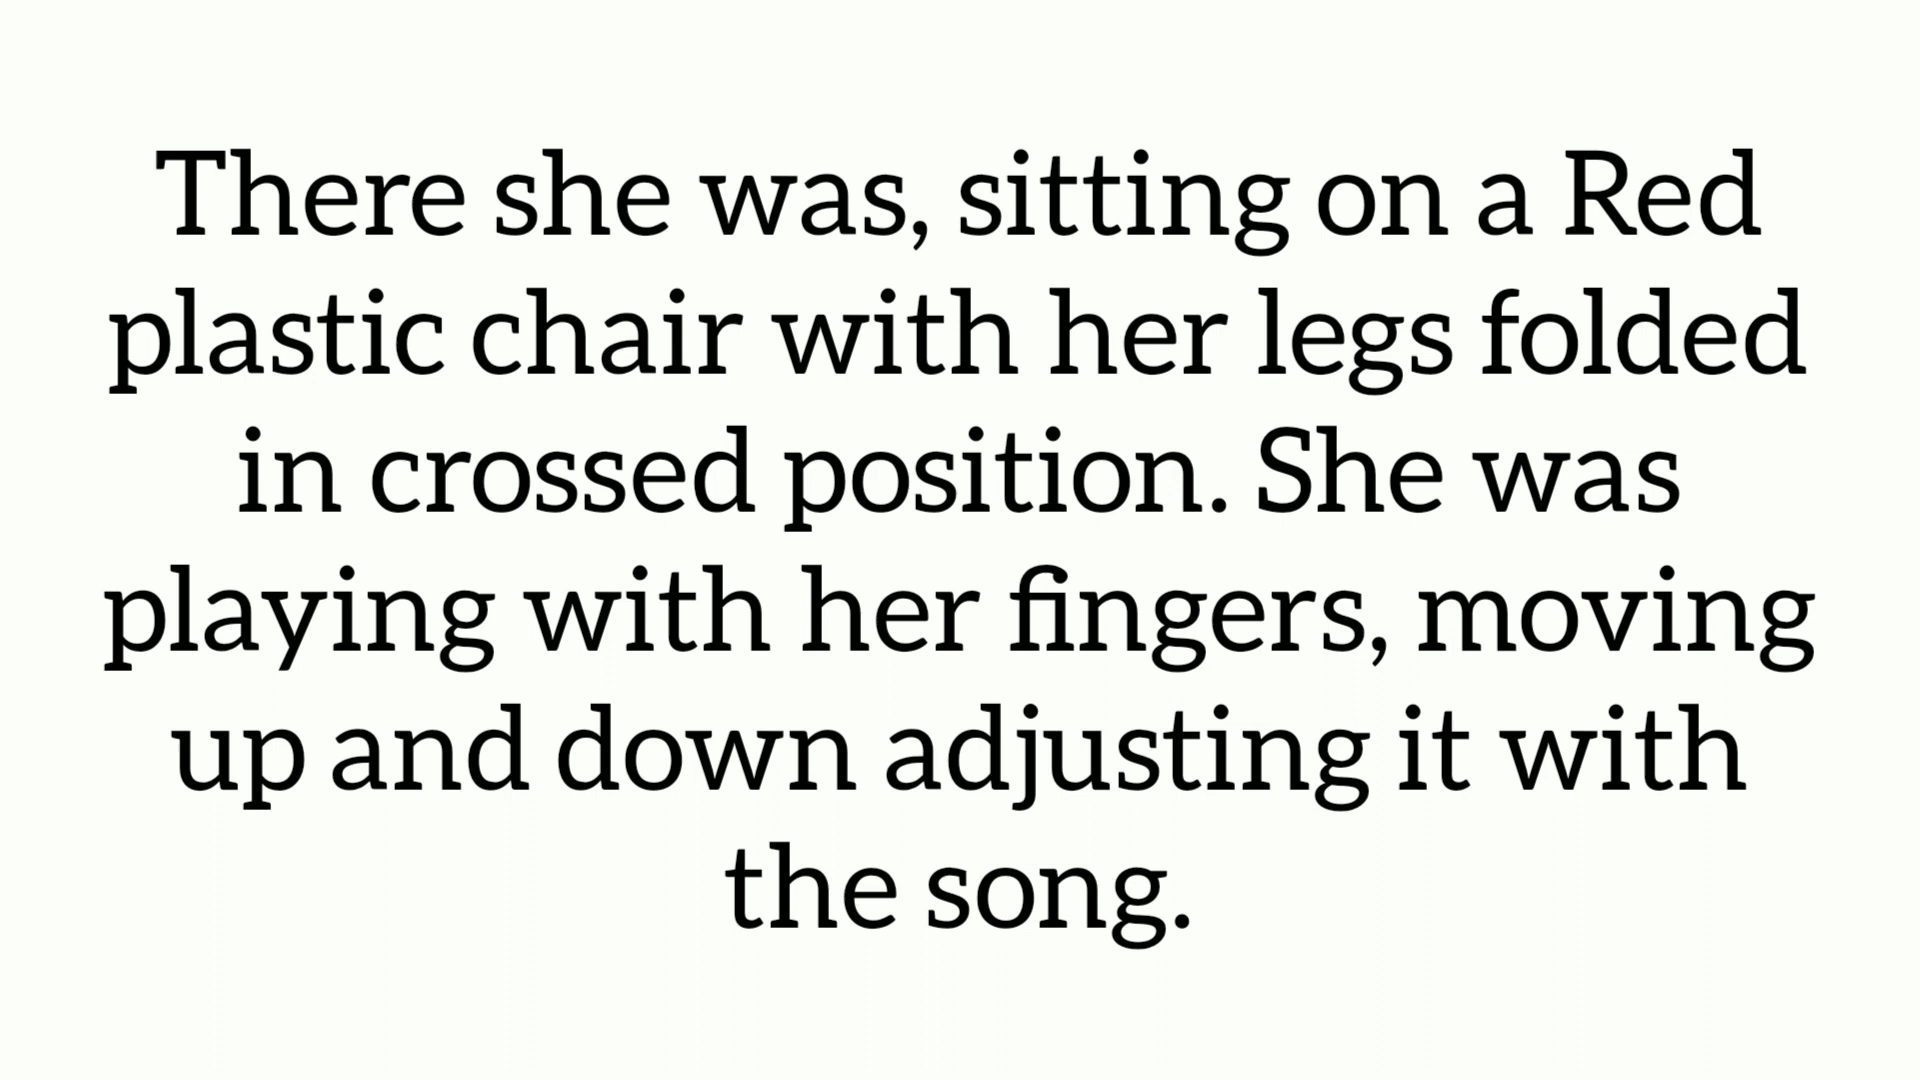 There she was, sitting on a Red
plastic chair with her legs folded
in crossed position. She was
playing with her fingers, moving
up and down adjusting it with
the song.